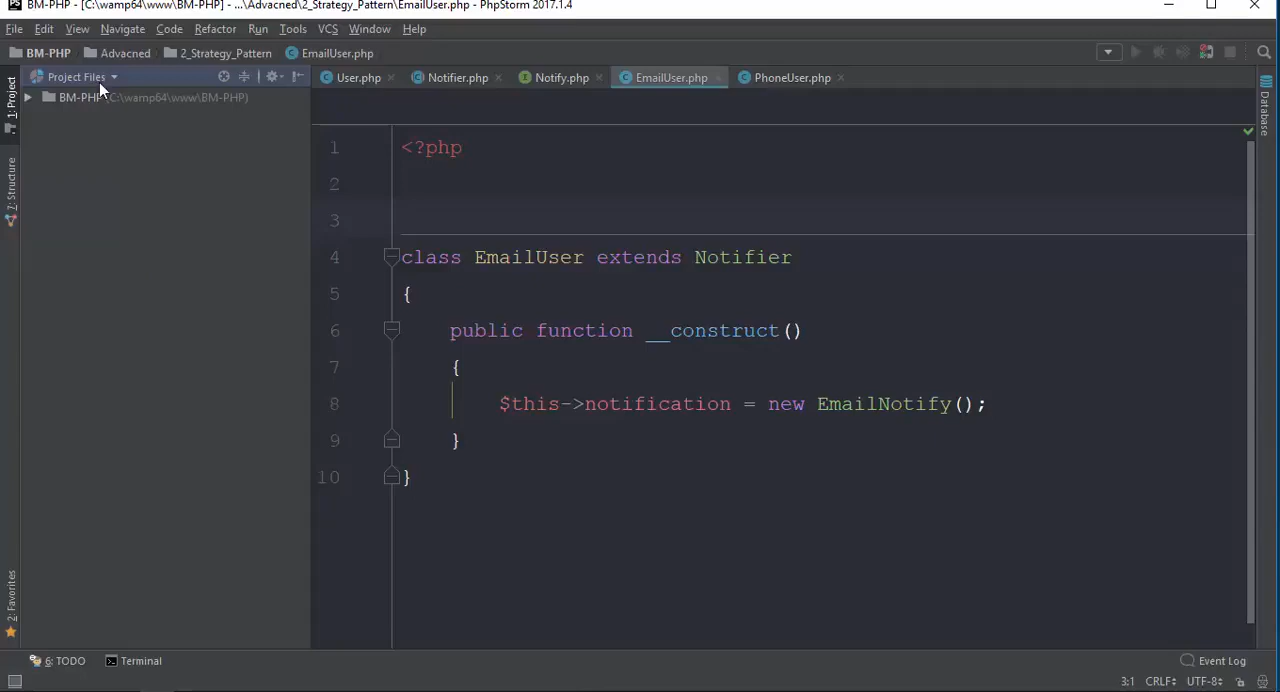 BM-PHP - [C:\wamp64\www\BM-PHP] - ...\Advacned\2_Strategy_Pattern\EmailUser.php - PhpStorm 2017.1.4
File Edit View Navigate Code Refactor Run Tools VCS Window Help
BM-PHP Advacned 2_Strategy_Pattern EmailUser.php
Project Files User.php Notifier.php Notify.php EmailUser.php PhoneUser.php
BM-PHP (C:\wamp64\www\BM-PHP)
1: Project
7: Structure
2: Favorites
Database
1 <?php
2
3
4 class EmailUser extends Notifier
5 {
6 public function __construct()
7 {
8 $this->notification = new EmailNotify();
9 }
10 }
6: TODO Terminal Event Log
3:1 CRLF UTF-8